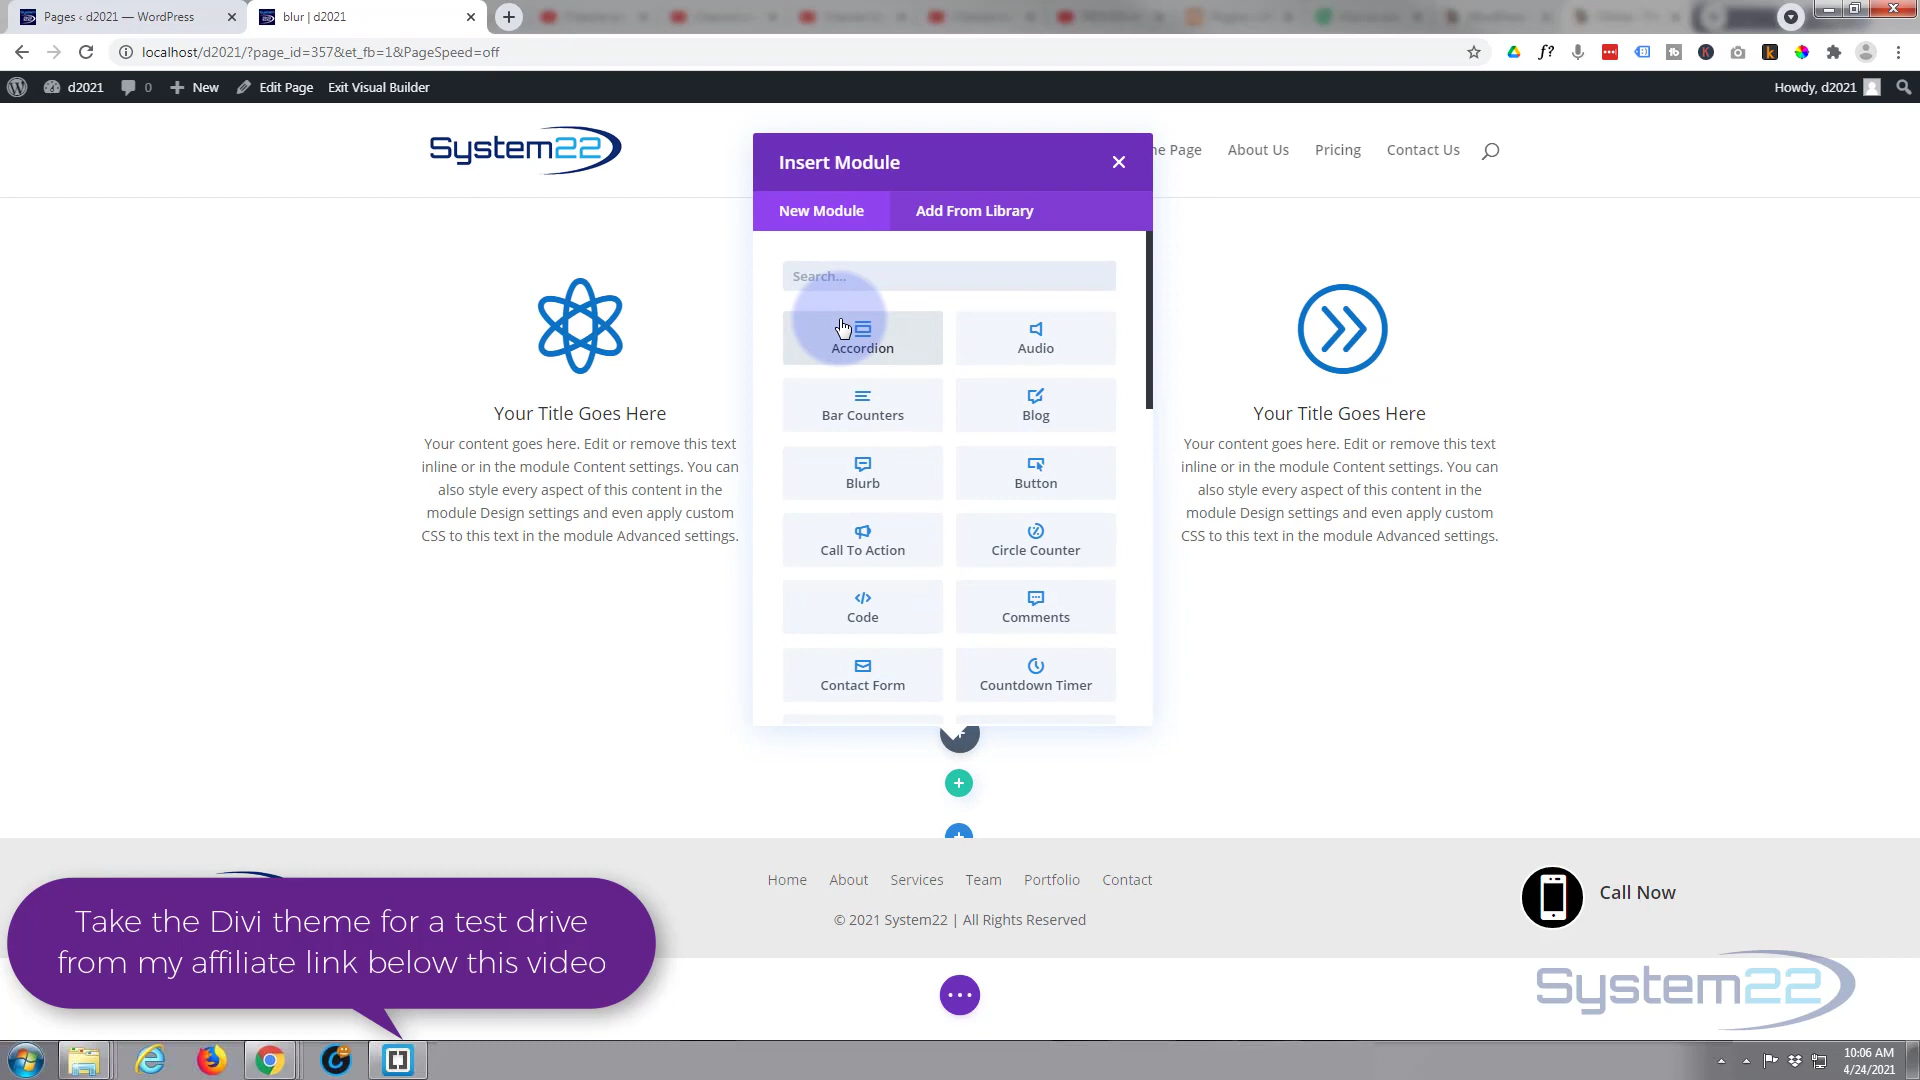 Pages ‹ d2021 — WordPress
blur | d2021
localhost/d2021/?page_id=357&et_fb=1&PageSpeed=off
d2021
0
New
Edit Page
Exit Visual Builder
Howdy, d2021
System22
Insert Module
me Page
About Us
Pricing
Contact Us
New Module
Add From Library
Search...
Accordion
Audio
Bar Counters
Blog
Blurb
Button
Call To Action
Circle Counter
Code
Comments
Contact Form
Countdown Timer
Your Title Goes Here
Your content goes here. Edit or remove this text
inline or in the module Content settings. You can
also style every aspect of this content in the
module Design settings and even apply custom
CSS to this text in the module Advanced settings.
Your Title Goes Here
Your content goes here. Edit or remove this text
inline or in the module Content settings. You can
also style every aspect of this content in the
module Design settings and even apply custom
CSS to this text in the module Advanced settings.
Home
About
Services
Team
Portfolio
Contact
© 2021 System22 | All Rights Reserved
Call Now
Take the Divi theme for a test drive
from my affiliate link below this video
System22
10:06 AM
4/24/2021